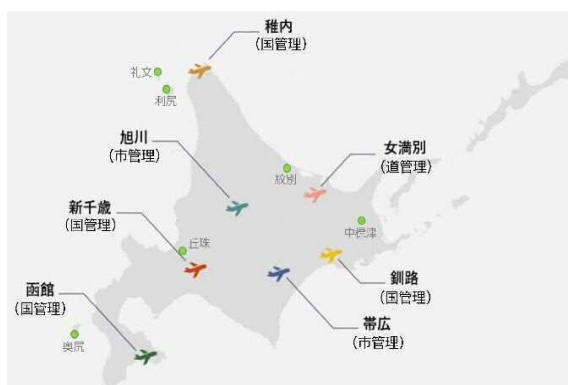 稚内
(国管理)
礼文
利尻
旭川
(市管理)
女満別
(道管理)
紋別
新千歳
(国管理)
丘珠
中標津
釧路
(国管理)
函館
(国管理)
帯広
(市管理)
奥尻